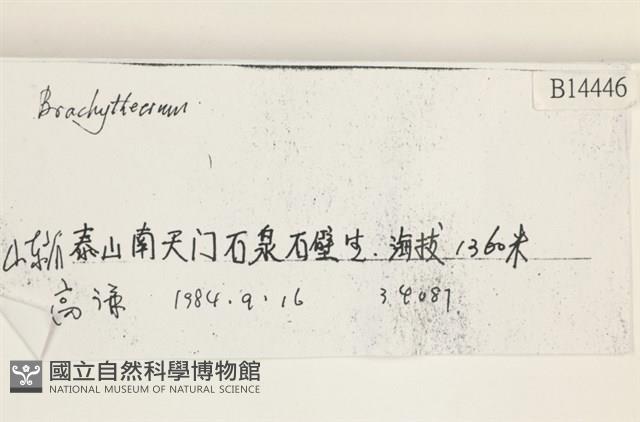 B14446
Brachythecium
山东省泰山南天门石泉石壁生.海拔1360米
高谦 1984.9.16 34087
國立自然科學博物館
NATIONAL MUSEUM OF NATURAL SCIENCE